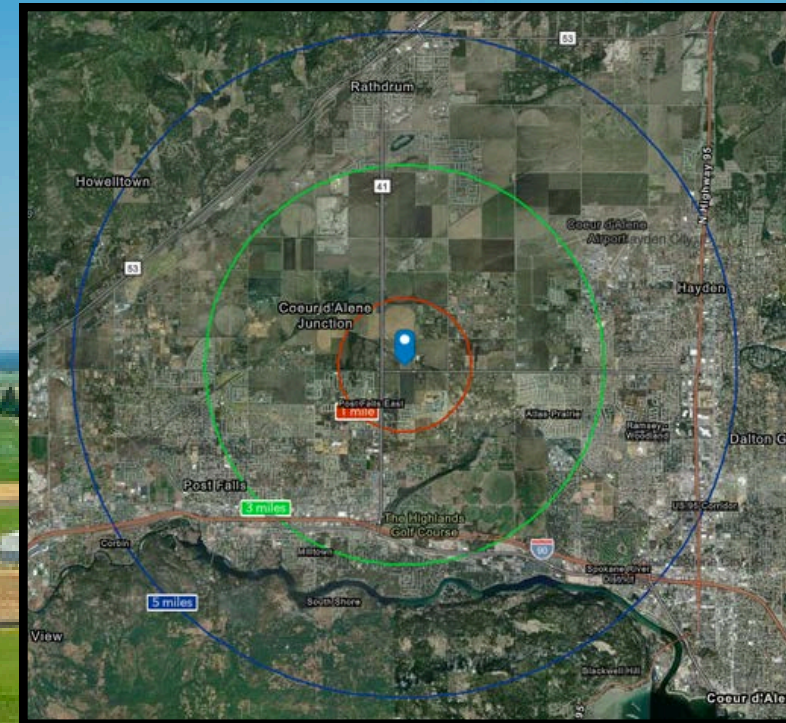 53
Rathdrum
41
Howelltown
N Highway 95
Coeur d'Alene
Airport
ayden City
53
Hayden
Coeur d'Alene
Junction
Post Falls East
1 mile
Atlas-Prairie
Ramsey-
Woodland
Dalton G
Post Falls
3 miles
US 95 Corridor
The Highlands
Golf Course
Corbin
Milltown
90
Spokane River
District
5 miles
South Shore
View
Blackwell Hill
95
Coeur d'Ale